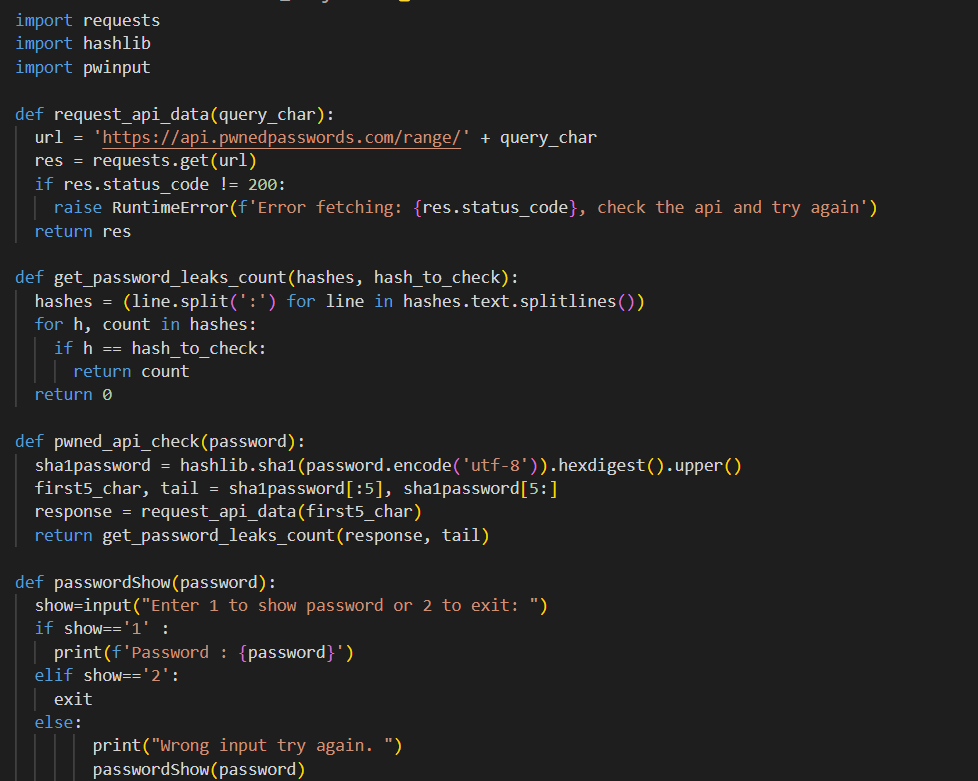 import requests
import hashlib
import pwinput

def request_api_data(query_char):
  url = 'https://api.pwnedpasswords.com/range/' + query_char
  res = requests.get(url)
  if res.status_code != 200:
    raise RuntimeError(f'Error fetching: {res.status_code}, check the api and try again')
  return res

def get_password_leaks_count(hashes, hash_to_check):
  hashes = (line.split(':') for line in hashes.text.splitlines())
  for h, count in hashes:
    if h == hash_to_check:
      return count
  return 0

def pwned_api_check(password):
  sha1password = hashlib.sha1(password.encode('utf-8')).hexdigest().upper()
  first5_char, tail = sha1password[:5], sha1password[5:]
  response = request_api_data(first5_char)
  return get_password_leaks_count(response, tail)

def passwordShow(password):
  show=input("Enter 1 to show password or 2 to exit: ")
  if show=='1' :
    print(f'Password : {password}')
  elif show=='2':
    exit
  else:
        print("Wrong input try again. ")
        passwordShow(password)